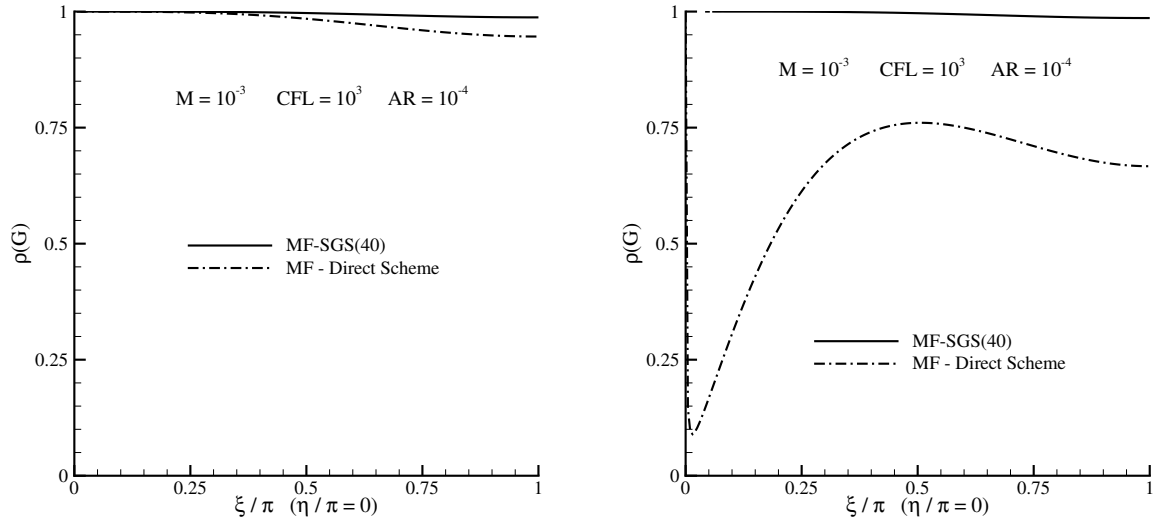 1
0.75
0.5
0.25
0
ρ(G)
M = 10⁻³ CFL = 10³ AR = 10⁻⁴
MF-SGS(40)
MF - Direct Scheme
0 0.25 0.5 0.75 1
ξ / π (η / π = 0)
1
0.75
0.5
0.25
0
ρ(G)
M = 10⁻³ CFL = 10³ AR = 10⁻⁴
MF-SGS(40)
MF - Direct Scheme
0 0.25 0.5 0.75 1
ξ / π (η / π = 0)